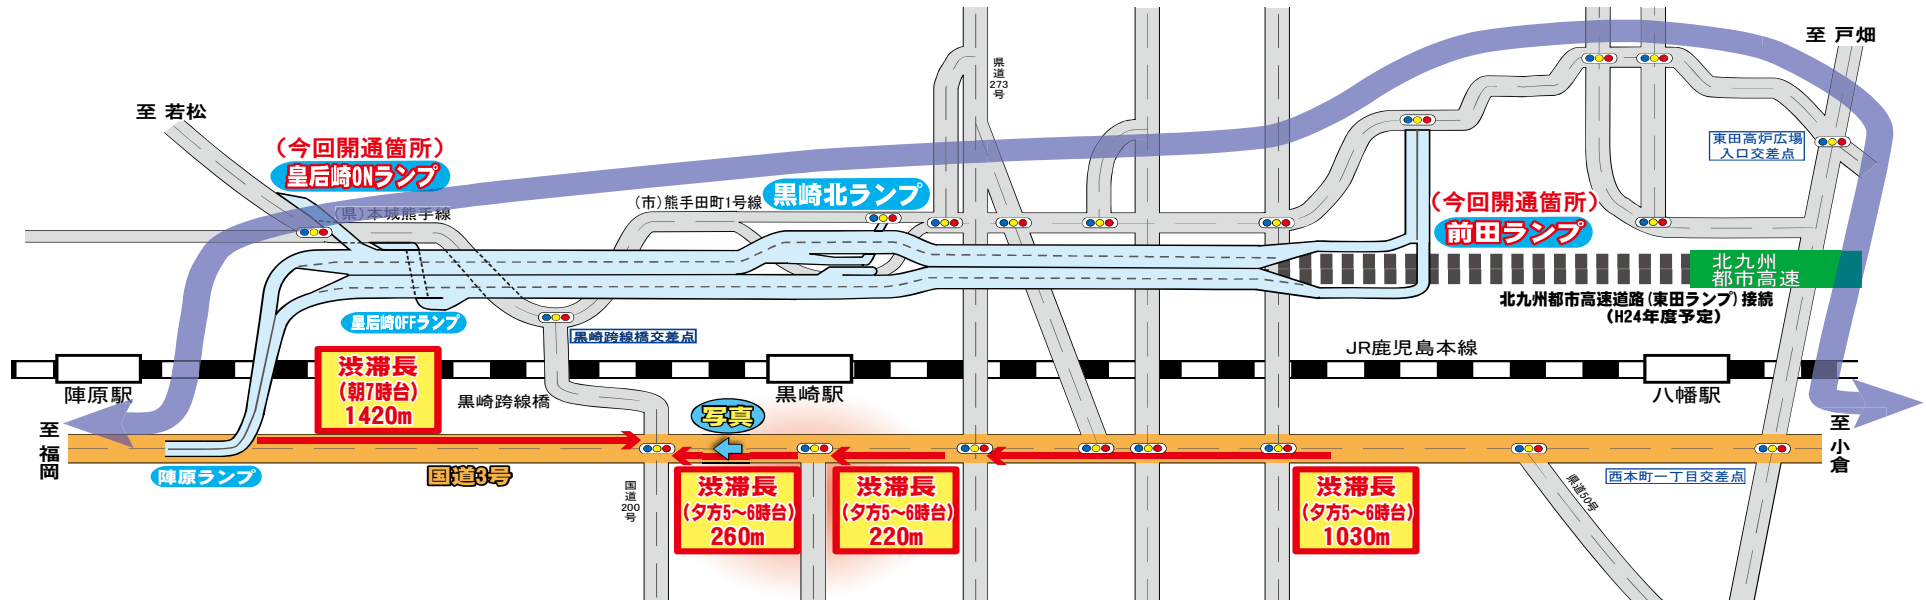 至 戸畑
県道273号
至 若松
(今回開通箇所)
皇后崎ONランプ
東田高炉広場
入口交差点
(県)本城熊手線
(市)熊手田町1号線
黒崎北ランプ
(今回開通箇所)
前田ランプ
北九州
都市高速
北九州都市高速道路(東田ランプ)接続
(H24年度予定)
皇后崎OFFランプ
黒崎跨線橋交差点
JR鹿児島本線
陣原駅
渋滞長
(朝7時台)
1420m
黒崎跨線橋
黒崎駅
八幡駅
至福岡
写真
至小倉
陣原ランプ
国道3号
国道200号
渋滞長
(夕方5～6時台)
260m
渋滞長
(夕方5～6時台)
220m
渋滞長
(夕方5～6時台)
1030m
県道50号
西本町一丁目交差点